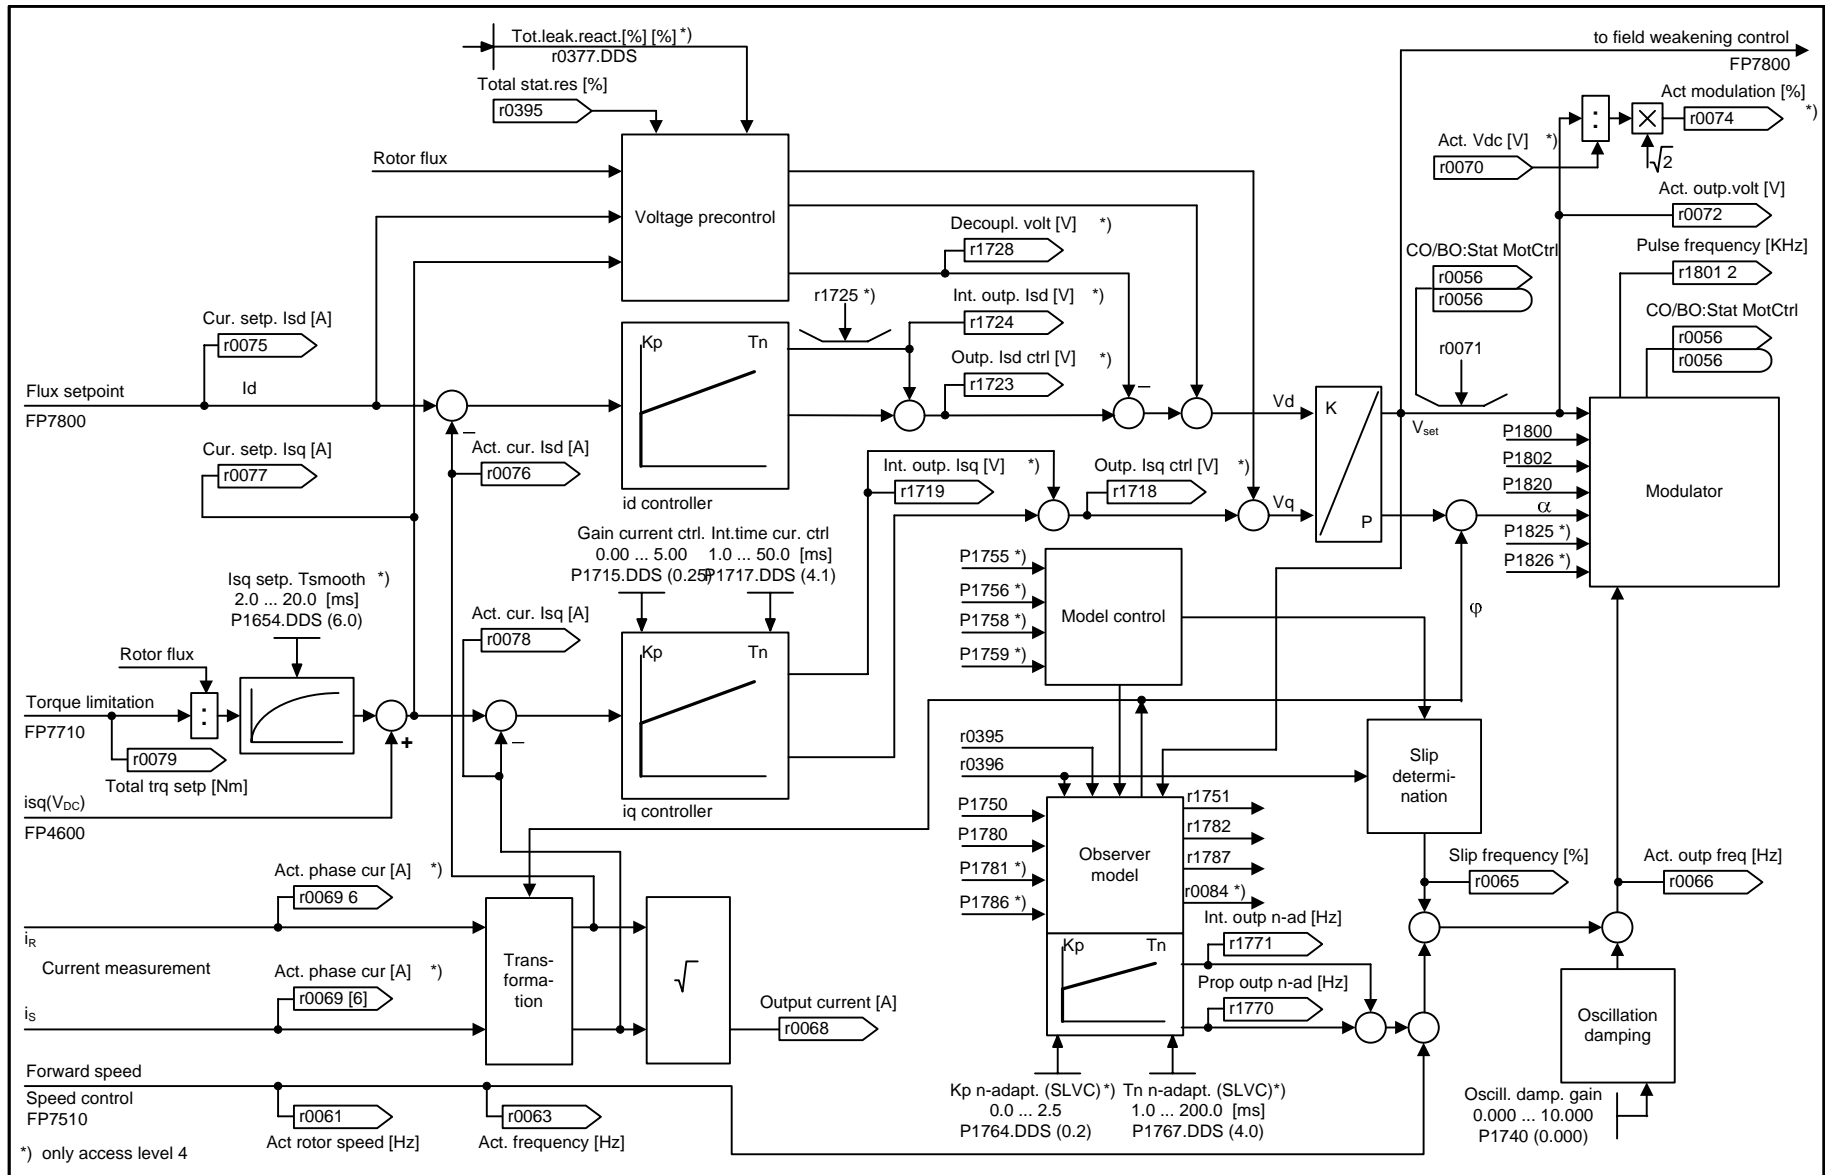 Tot.leak.react.[%] [%] *)
r0377.DDS
Total stat.res [%]
r0395
Rotor flux
Voltage precontrol
to field weakening control
FP7800
Act modulation [%]
*)
r0074
:
×
√2
Act. Vdc [V] *)
r0070
Act. outp.volt [V]
r0072
Decoupl. volt [V] *)
r1728
CO/BO:Stat MotCtrl
r0056
r0056
Pulse frequency [KHz]
r1801 2
CO/BO:Stat MotCtrl
r0056
r0056
r1725 *)
Int. outp. Isd [V] *)
r1724
Outp. Isd ctrl [V] *)
r1723
r0071
Cur. setp. Isd [A]
r0075
Flux setpoint
Id
FP7800
Kp Tn
id controller
–
–
Vd
K
P
Vset
Cur. setp. Isq [A]
r0077
Act. cur. Isd [A]
r0076
Int. outp. Isq [V] *)
r1719
Outp. Isq ctrl [V] *)
r1718
Vq
P1800
P1802
P1820
α
P1825 *)
P1826 *)
Modulator
φ
Gain current ctrl. Int.time cur. ctrl
0.00 ... 5.00 1.0 ... 50.0 [ms]
P1715.DDS (0.25) P1717.DDS (4.1)
Isq setp. Tsmooth *)
2.0 ... 20.0 [ms]
P1654.DDS (6.0)
Act. cur. Isq [A]
r0078
Kp Tn
iq controller
P1755 *)
P1756 *)
P1758 *)
P1759 *)
Model control
Rotor flux
Torque limitation
FP7710
:
+
–
r0079
Total trq setp [Nm]
isq(VDC)
FP4600
r0395
r0396
Slip
determi-
nation
P1750
P1780
P1781 *)
P1786 *)
Observer
model
r1751
r1782
r1787
r0084 *)
Slip frequency [%]
r0065
Act. outp freq [Hz]
r0066
Act. phase cur [A] *)
r0069 6
iR
Current measurement
Act. phase cur [A] *)
r0069 [6]
iS
Trans-
forma-
tion
√
Output current [A]
r0068
Kp Tn
Int. outp n-ad [Hz]
r1771
Prop outp n-ad [Hz]
r1770
Oscillation
damping
Forward speed
Speed control
FP7510
r0061
Act rotor speed [Hz]
r0063
Act. frequency [Hz]
Kp n-adapt. (SLVC)*) Tn n-adapt. (SLVC)*)
0.0 ... 2.5 1.0 ... 200.0 [ms]
P1764.DDS (0.2) P1767.DDS (4.0)
Oscill. damp. gain
0.000 ... 10.000
P1740 (0.000)
*) only access level 4